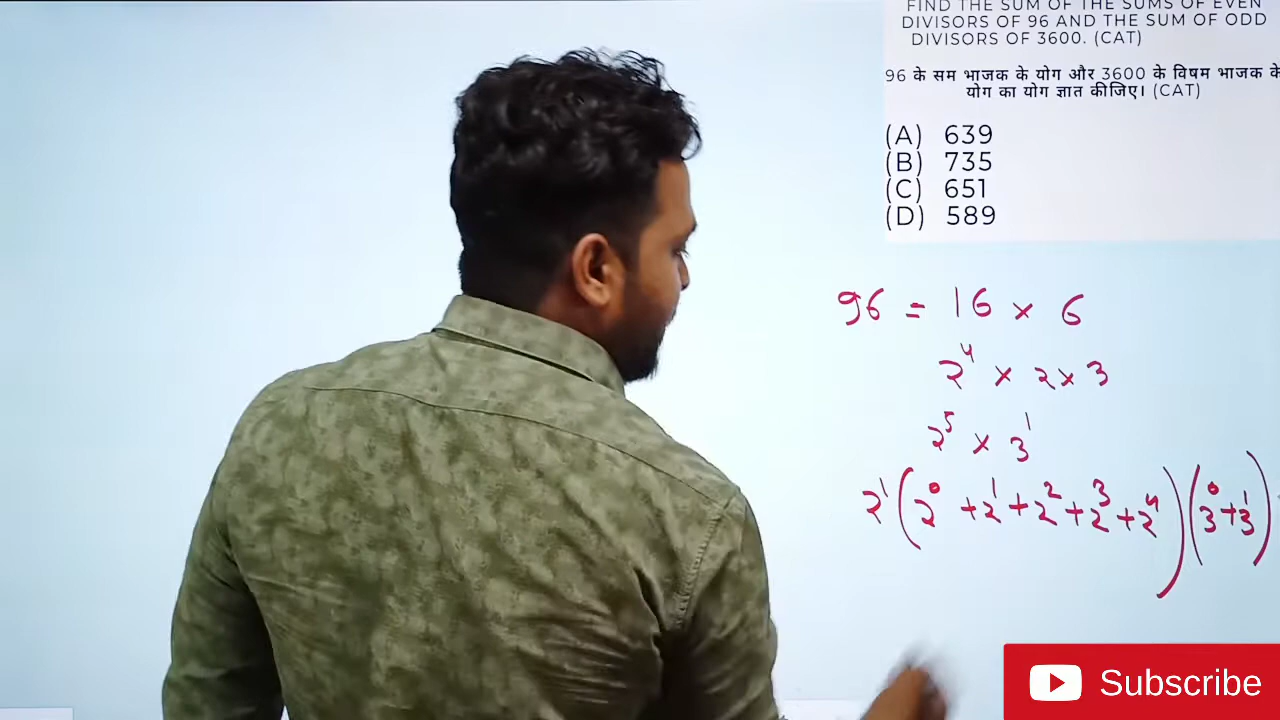 FIND THE SUM OF THE SUMS OF EVEN
DIVISORS OF 96 AND THE SUM OF ODD
DIVISORS OF 3600. (CAT)
96 के सम भाजक के योग और 3600 के विषम भाजक के
योग का योग ज्ञात कीजिए। (CAT)
(A) 639
(B) 735
(C) 651
(D) 589
96 = 16 × 6
2⁴ × 2 × 3
2⁵ × 3¹
2¹(2⁰ + 2¹ + 2² + 2³ + 2⁴)(3⁰ + 3¹)
Subscribe